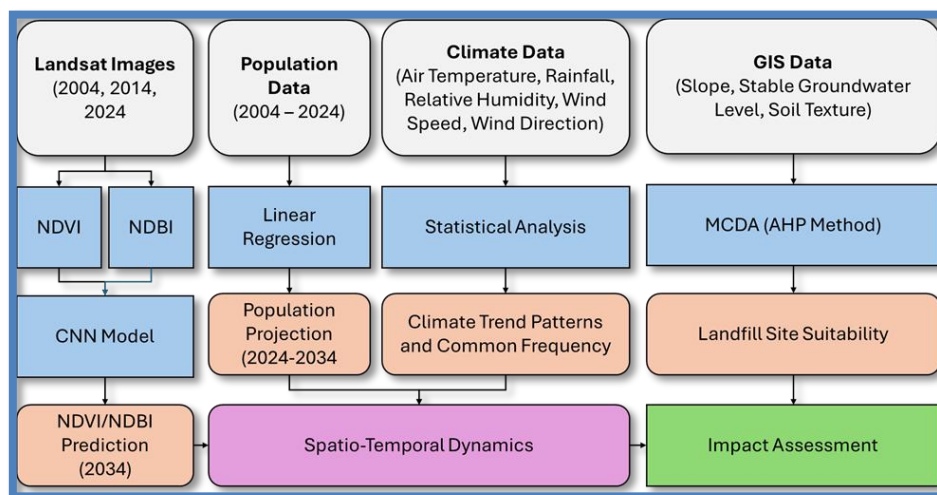 Landsat Images
(2004, 2014,
2024
Population
Data
(2004 – 2024)
Climate Data
(Air Temperature, Rainfall,
Relative Humidity, Wind
Speed, Wind Direction)
GIS Data
(Slope, Stable Groundwater
Level, Soil Texture)
NDVI
NDBI
Linear
Regression
Statistical Analysis
MCDA (AHP Method)
CNN Model
Population
Projection
(2024-2034
Climate Trend Patterns
and Common Frequency
Landfill Site Suitability
NDVI/NDBI
Prediction
(2034)
Spatio-Temporal Dynamics
Impact Assessment